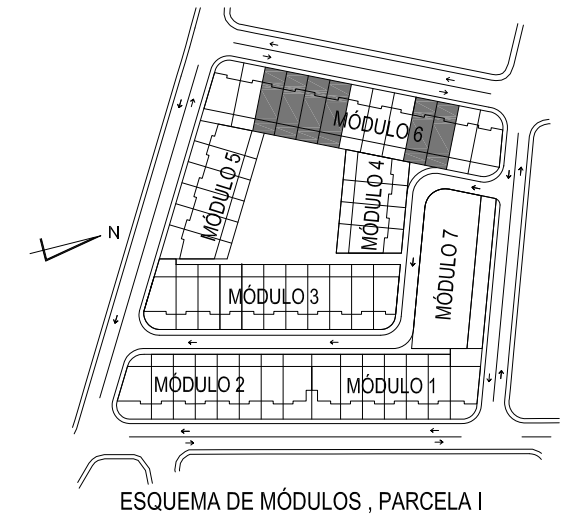 MÓDULO 6
MÓDULO 5
MÓDULO 4
N
MÓDULO 7
MÓDULO 3
MÓDULO 2
MÓDULO 1
ESQUEMA DE MÓDULOS , PARCELA I